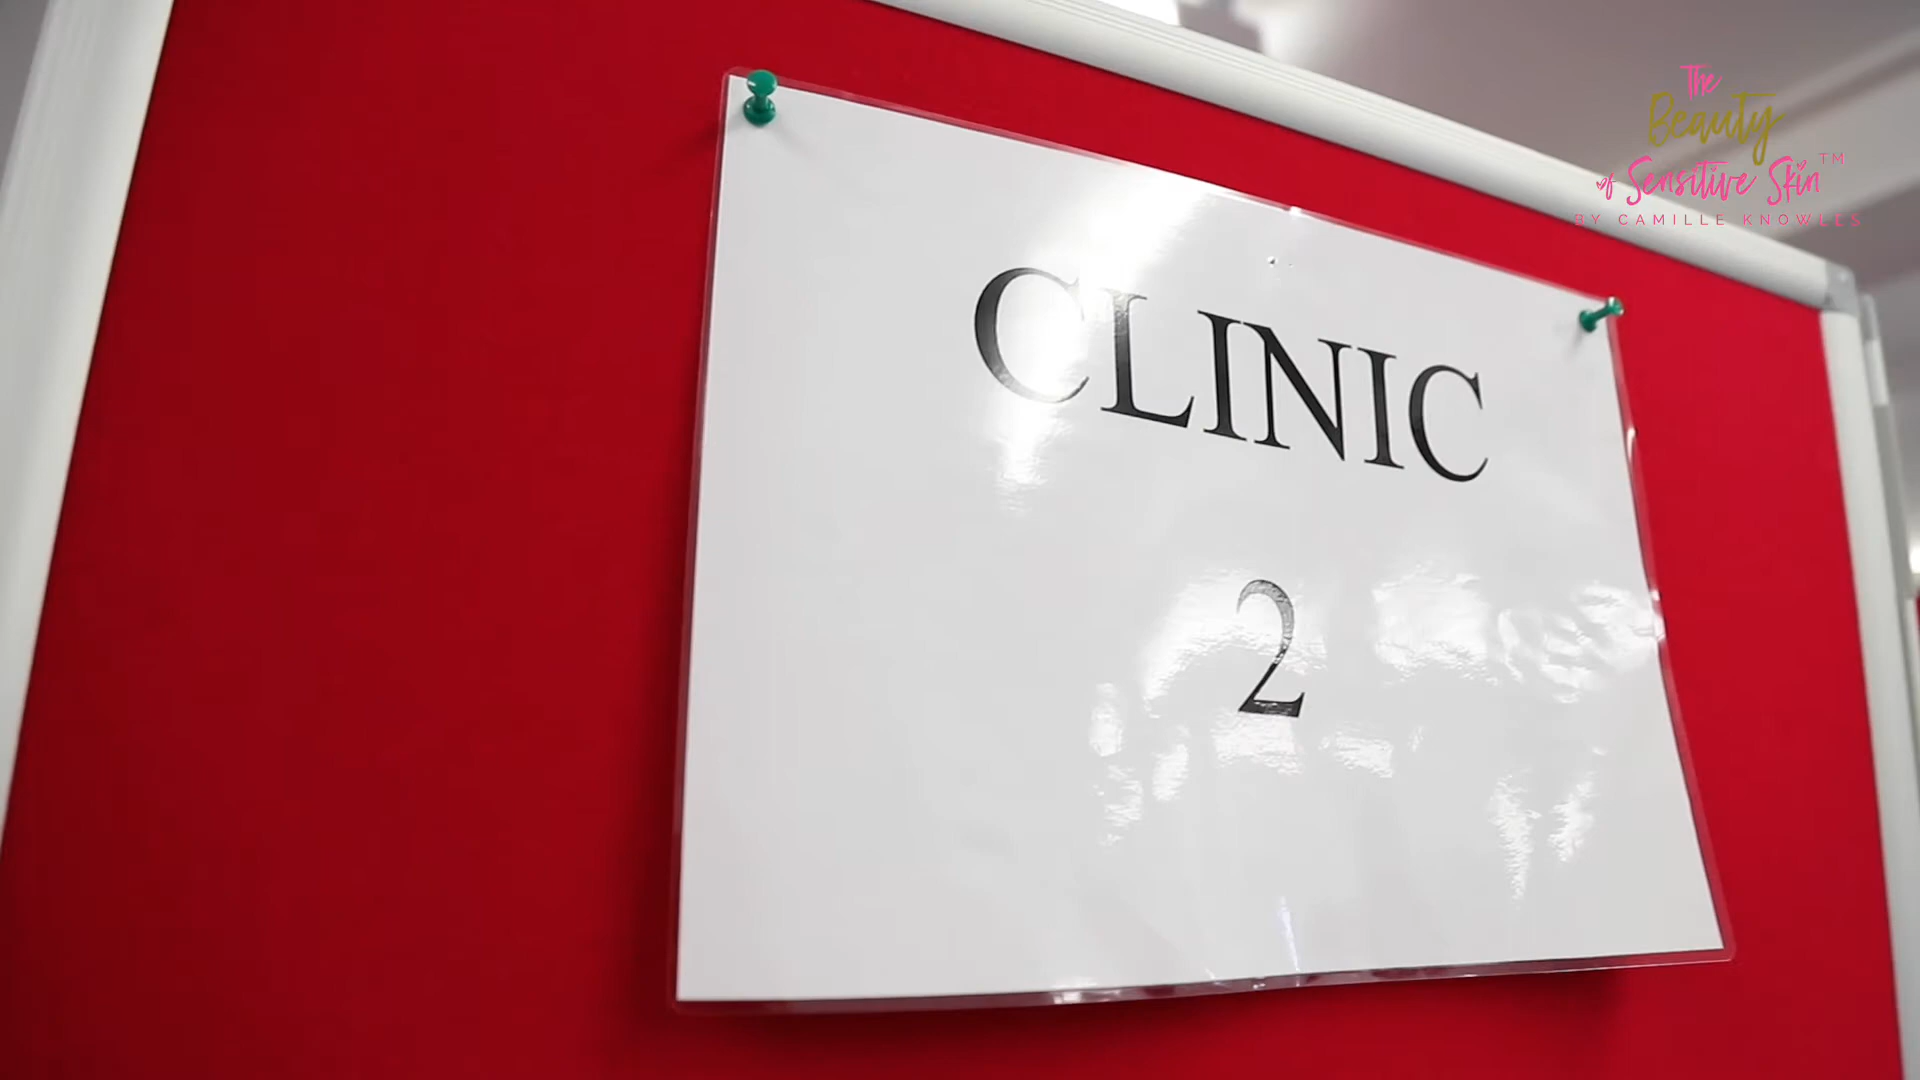 The
Beauty
of Sensitive Skin™
BY CAMILLE KNOWLES
CLINIC
2